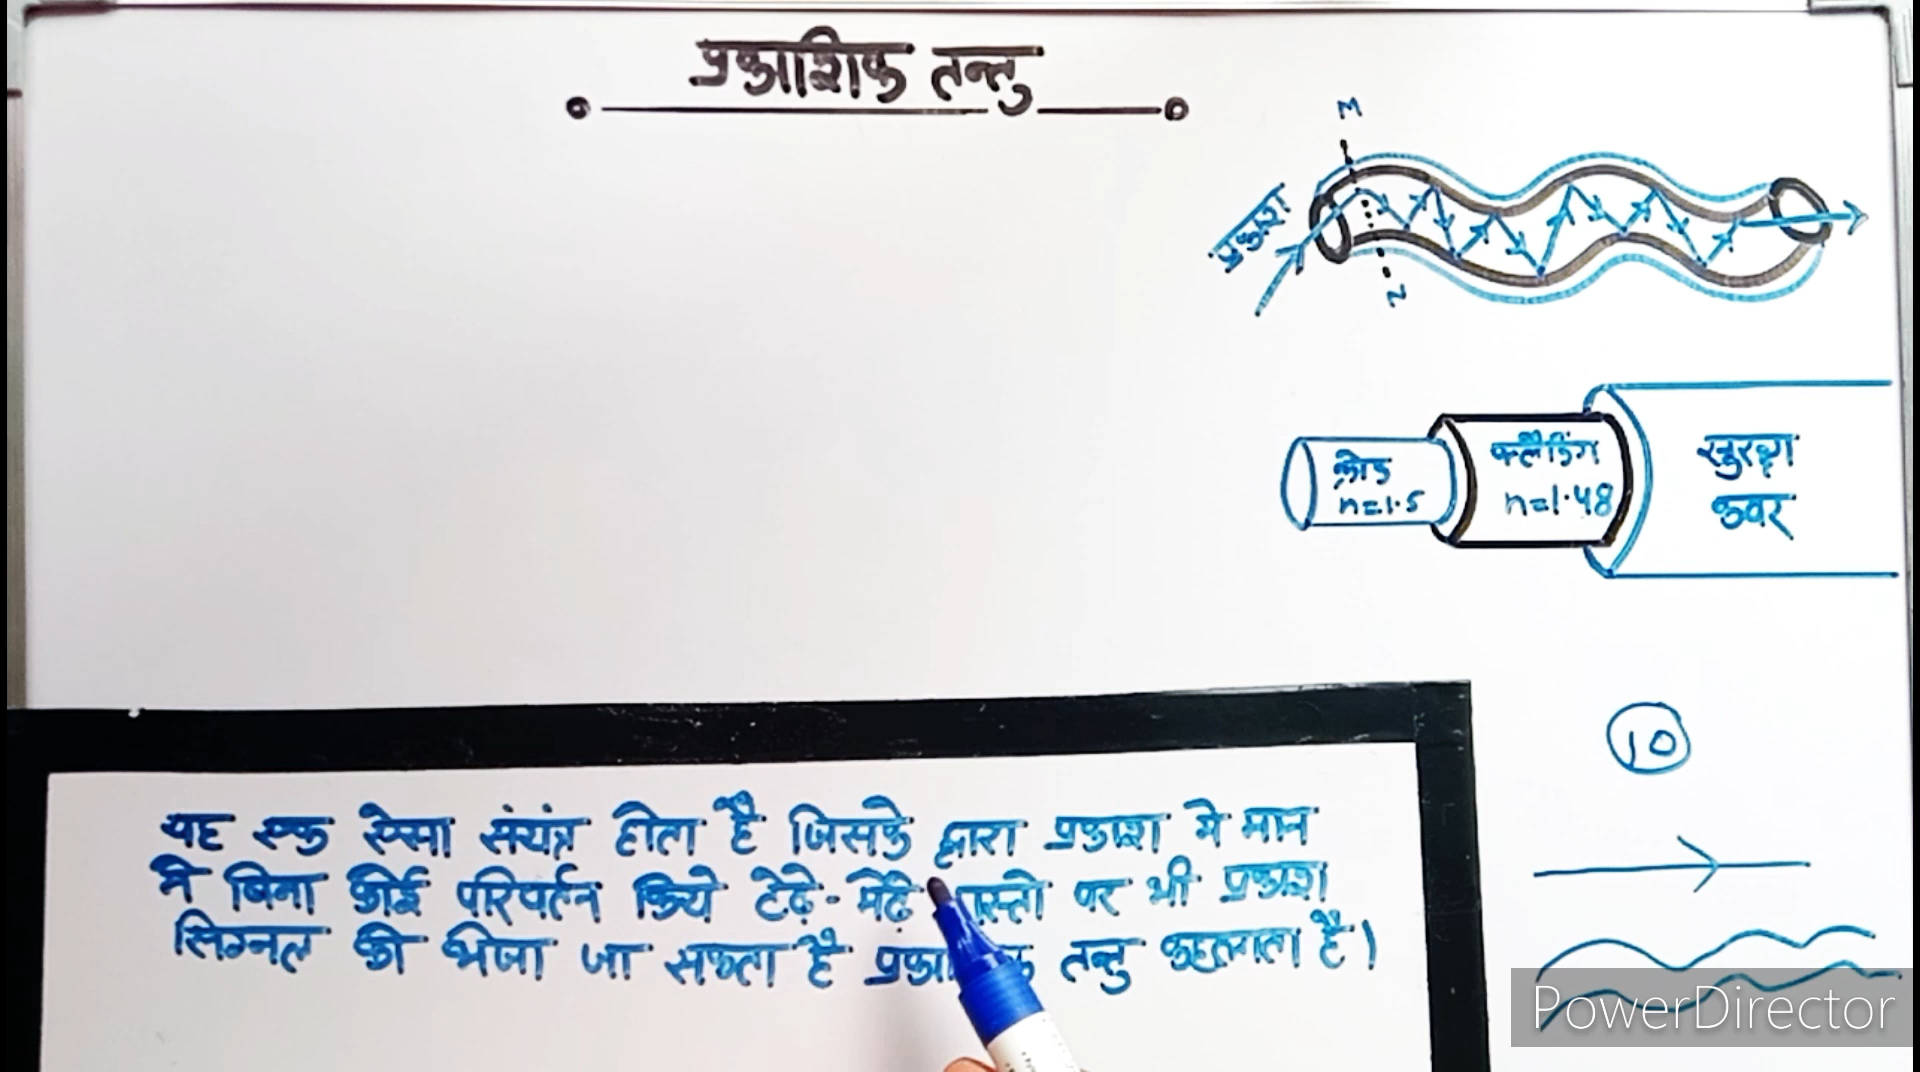 प्रकाशिक तन्तु
M
प्रकाश
N
क्रोड
n=1.5
क्लैडिंग
n=1.48
सुरक्षा
कवर
10
यह एक ऐसा संयंत्र होता है जिसके द्वारा प्रकाश मे मान
मे बिना कोई परिवर्तन किये टेढ़े-मेढ़े पर भी प्रकाश
सिग्नल को भेजा जा सकता है तन्तु कहलाता है।
PowerDirector